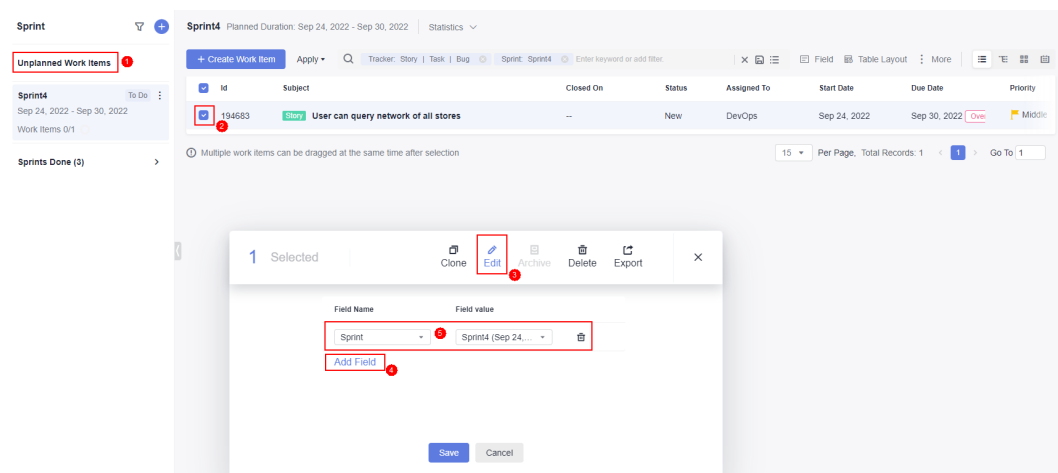 Sprint
Sprint4 Planned Duration: Sep 24, 2022 - Sep 30, 2022 Statistics
Unplanned Work Items 1
+ Create Work Item Apply Tracker: Story | Task | Bug Sprint: Sprint4 Enter keyword or add filter. Field Table Layout More
Id Subject Closed On Status Assigned To Start Date Due Date Priority
Sprint4 To Do
Sep 24, 2022 - Sep 30, 2022
Work Items 0/1
2 194683 Story User can query network of all stores -- New DevOps Sep 24, 2022 Sep 30, 2022 Over Middle
Sprints Done (3)
Multiple work items can be dragged at the same time after selection
15 Per Page, Total Records: 1 < 1 > Go To 1
1 Selected
Clone Edit Archive Delete Export
3
Field Name Field value
Sprint 5 Sprint4 (Sep 24,...
Add Field 4
Save Cancel